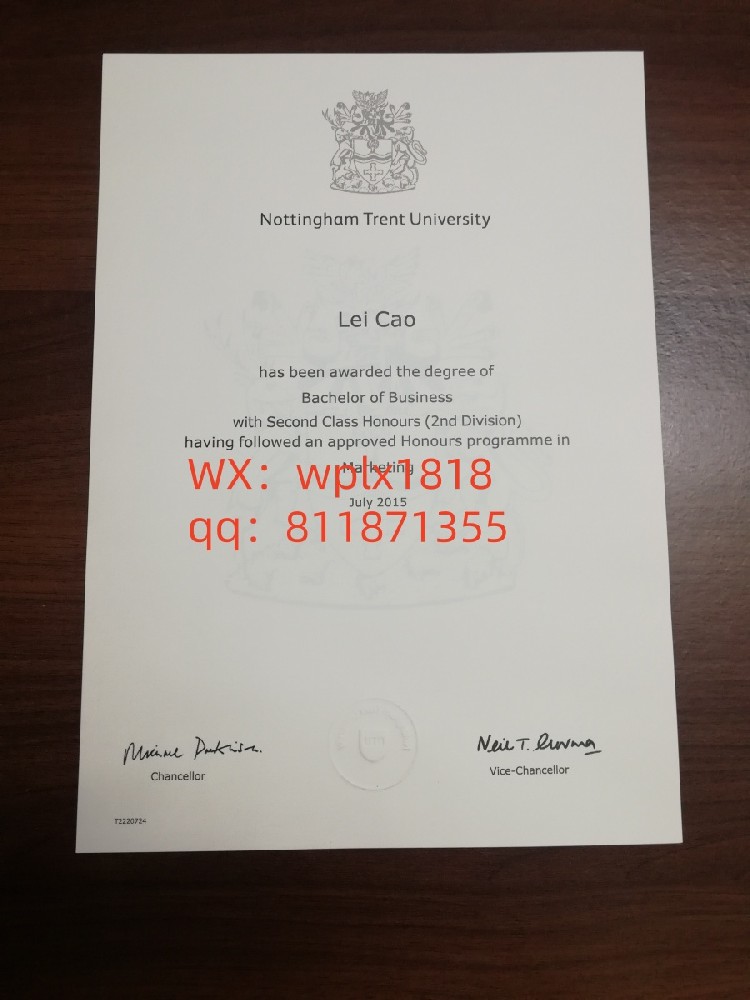 Nottingham Trent University
Lei Cao
has been awarded the degree of
Bachelor of Business
with Second Class Honours (2nd Division)
having followed an approved Honours programme in
Marketing
WX：wplx1818
July 2015
qq：811871355
Chancellor
Vice-Chancellor
T2220724